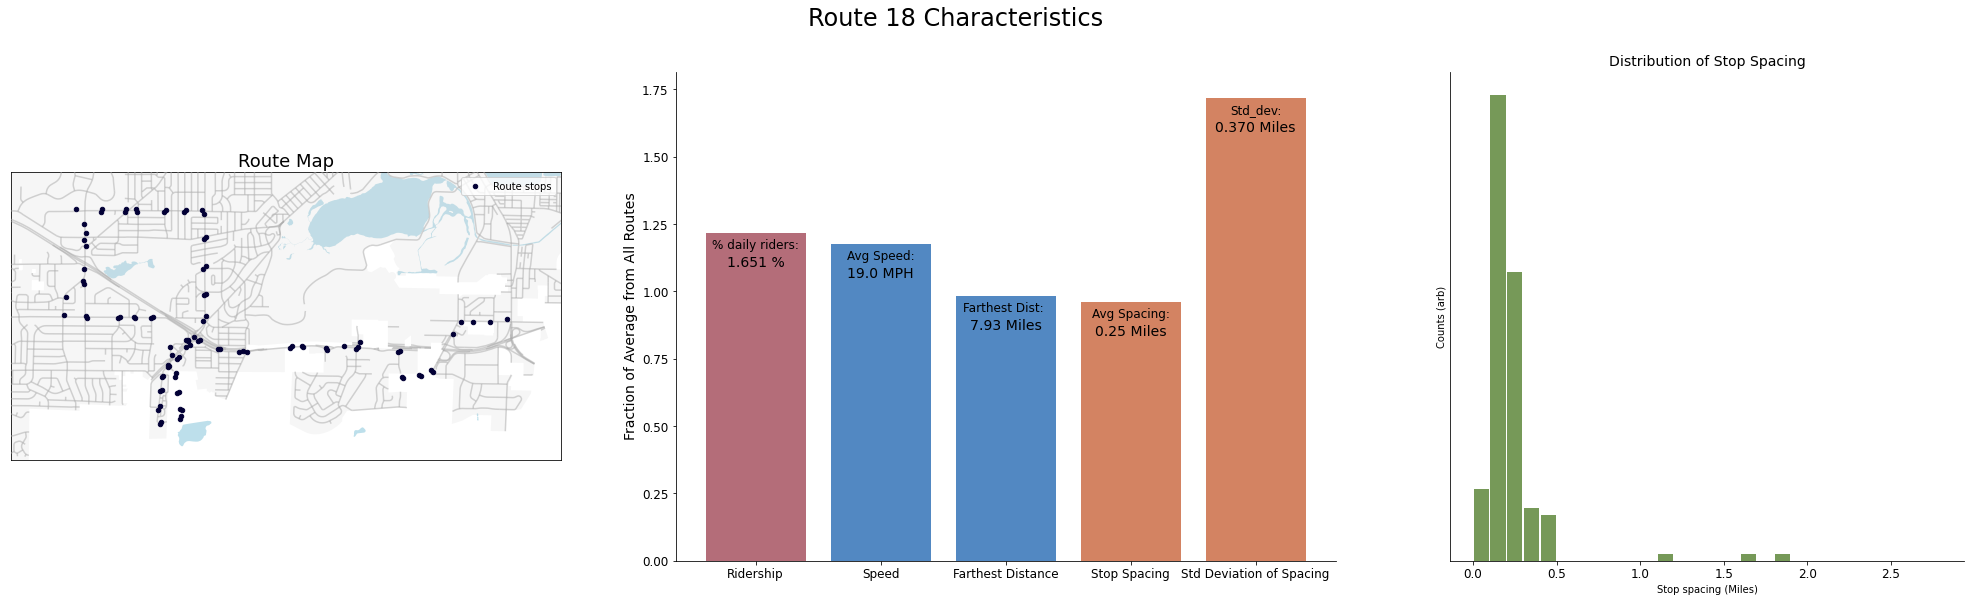 Route 18 Characteristics
Route Map
Route stops
Fraction of Average from All Routes
1.75
1.50
1.25
1.00
0.75
0.50
0.25
0.00
% daily riders:
1.651 %
Avg Speed:
19.0 MPH
Farthest Dist:
7.93 Miles
Avg Spacing:
0.25 Miles
Std_dev:
0.370 Miles
Ridership
Speed
Farthest Distance
Stop Spacing
Std Deviation of Spacing
Distribution of Stop Spacing
Counts (arb)
0.0
0.5
1.0
1.5
2.0
2.5
Stop spacing (Miles)